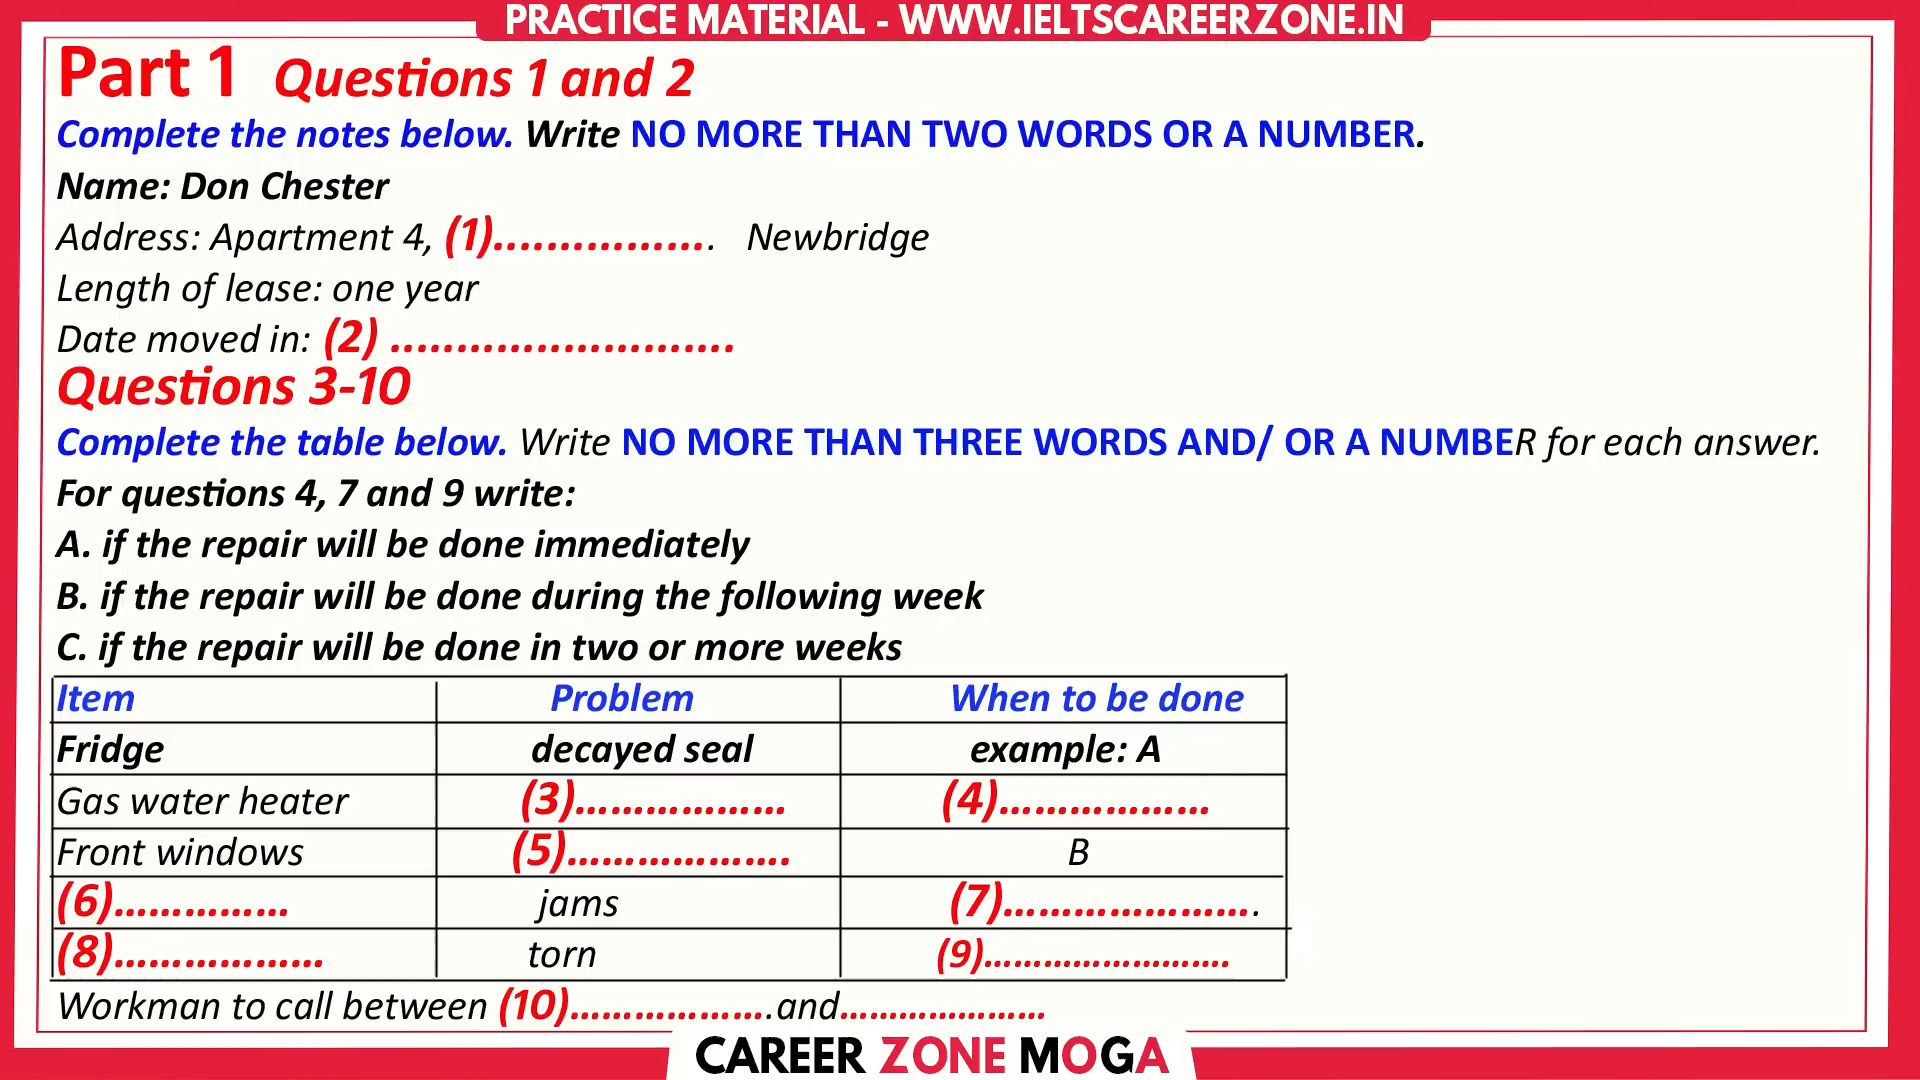 PRACTICE MATERIAL - WWW.IELTSCAREERZONE.IN
Part 1 Questions 1 and 2
Complete the notes below. Write NO MORE THAN TWO WORDS OR A NUMBER.
Name: Don Chester
Address: Apartment 4, (1)................. Newbridge
Length of lease: one year
Date moved in: (2) ..........................
Questions 3-10
Complete the table below. Write NO MORE THAN THREE WORDS AND/ OR A NUMBER for each answer.
For questions 4, 7 and 9 write:
A. if the repair will be done immediately
B. if the repair will be done during the following week
C. if the repair will be done in two or more weeks
Item Problem When to be done
Fridge decayed seal example: A
Gas water heater (3).................. (4)..................
Front windows (5)................... B
(6)............... jams (7)......................
(8).................. torn (9).........................
Workman to call between (10)..................and.....................
CAREER ZONE MOGA